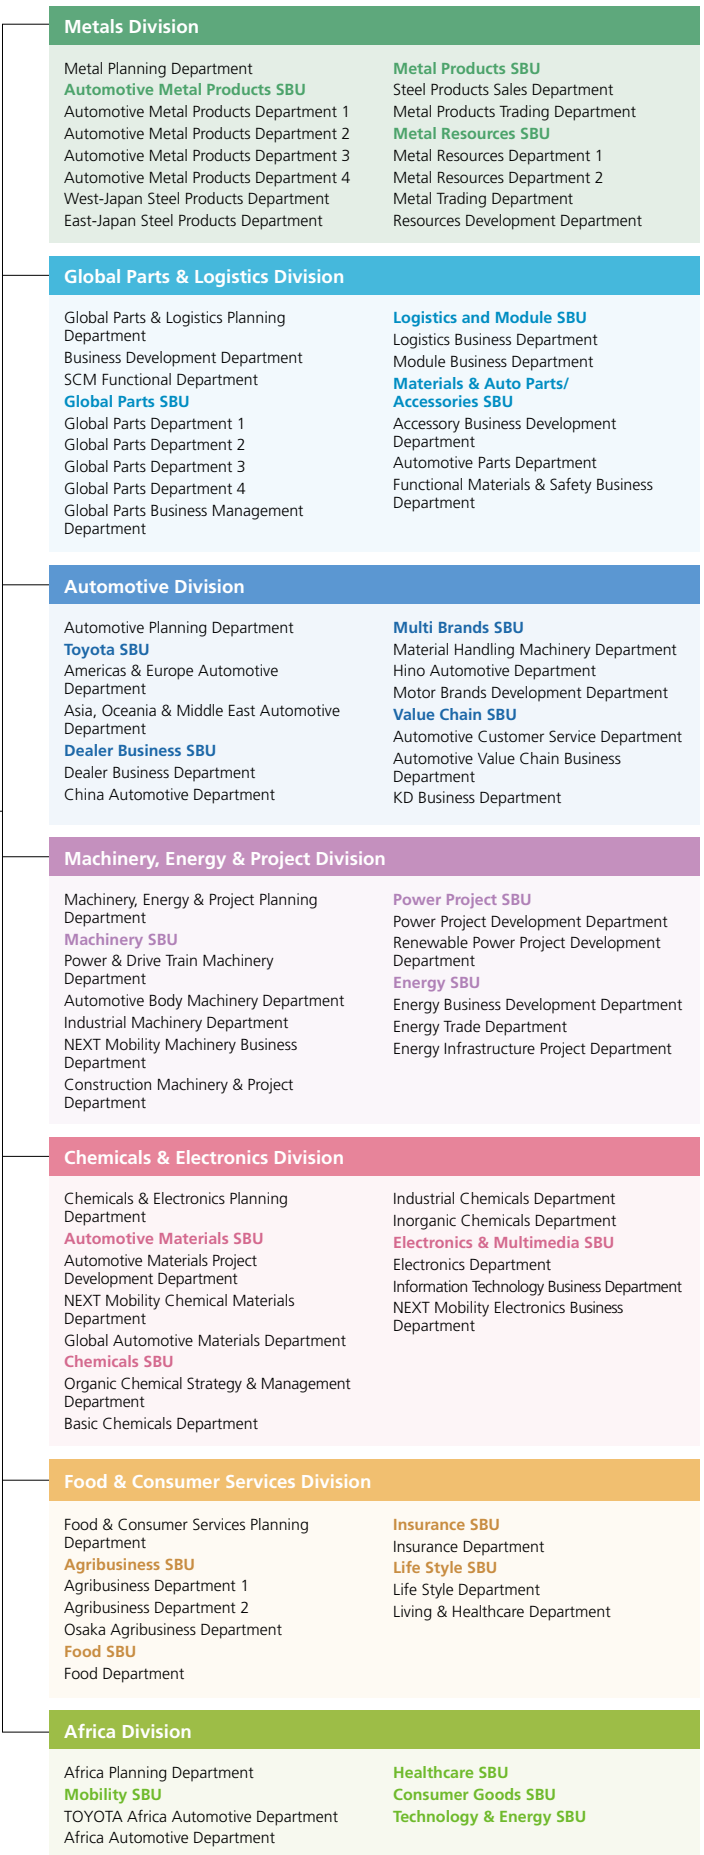 Metals Division
Metal Planning Department
Automotive Metal Products SBU
Automotive Metal Products Department 1
Automotive Metal Products Department 2
Automotive Metal Products Department 3
Automotive Metal Products Department 4
West-Japan Steel Products Department
East-Japan Steel Products Department
Metal Products SBU
Steel Products Sales Department
Metal Products Trading Department
Metal Resources SBU
Metal Resources Department 1
Metal Resources Department 2
Metal Trading Department
Resources Development Department
Global Parts & Logistics Division
Global Parts & Logistics Planning
Department
Business Development Department
SCM Functional Department
Global Parts SBU
Global Parts Department 1
Global Parts Department 2
Global Parts Department 3
Global Parts Department 4
Global Parts Business Management
Department
Logistics and Module SBU
Logistics Business Department
Module Business Department
Materials & Auto Parts/
Accessories SBU
Accessory Business Development
Department
Automotive Parts Department
Functional Materials & Safety Business
Department
Automotive Division
Automotive Planning Department
Toyota SBU
Americas & Europe Automotive
Department
Asia, Oceania & Middle East Automotive
Department
Dealer Business SBU
Dealer Business Department
China Automotive Department
Multi Brands SBU
Material Handling Machinery Department
Hino Automotive Department
Motor Brands Development Department
Value Chain SBU
Automotive Customer Service Department
Automotive Value Chain Business
Department
KD Business Department
Machinery, Energy & Project Division
Machinery, Energy & Project Planning
Department
Machinery SBU
Power & Drive Train Machinery
Department
Automotive Body Machinery Department
Industrial Machinery Department
NEXT Mobility Machinery Business
Department
Construction Machinery & Project
Department
Power Project SBU
Power Project Development Department
Renewable Power Project Development
Department
Energy SBU
Energy Business Development Department
Energy Trade Department
Energy Infrastructure Project Department
Chemicals & Electronics Division
Chemicals & Electronics Planning
Department
Automotive Materials SBU
Automotive Materials Project
Development Department
NEXT Mobility Chemical Materials
Department
Global Automotive Materials Department
Chemicals SBU
Organic Chemical Strategy & Management
Department
Basic Chemicals Department
Industrial Chemicals Department
Inorganic Chemicals Department
Electronics & Multimedia SBU
Electronics Department
Information Technology Business Department
NEXT Mobility Electronics Business
Department
Food & Consumer Services Division
Food & Consumer Services Planning
Department
Agribusiness SBU
Agribusiness Department 1
Agribusiness Department 2
Osaka Agribusiness Department
Food SBU
Food Department
Insurance SBU
Insurance Department
Life Style SBU
Life Style Department
Living & Healthcare Department
Africa Division
Africa Planning Department
Mobility SBU
TOYOTA Africa Automotive Department
Africa Automotive Department
Healthcare SBU
Consumer Goods SBU
Technology & Energy SBU